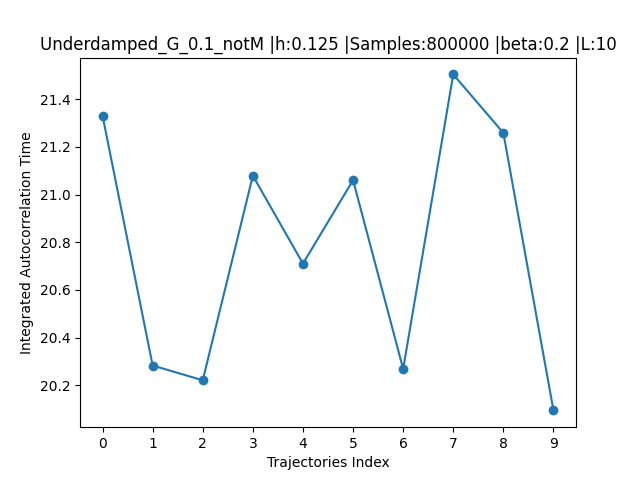 Underdamped_G_0.1_notM |h:0.125 |Samples:800000 |beta:0.2 |L:10
Integrated Autocorrelation Time
21.4
21.2
21.0
20.8
20.6
20.4
20.2
0 1 2 3 4 5 6 7 8 9
Trajectories Index